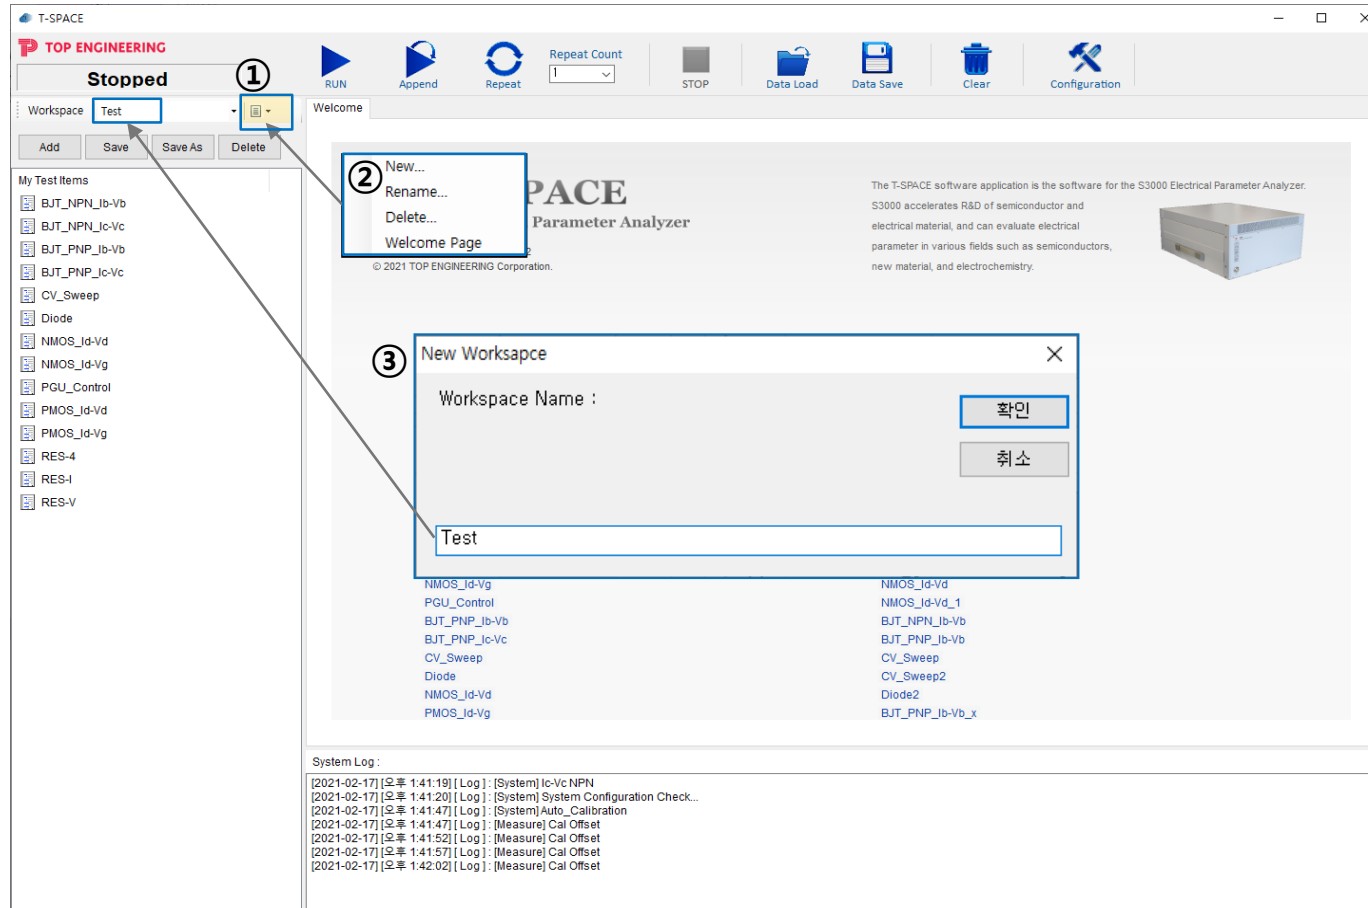 T-SPACE
TOP ENGINEERING
Stopped
①
RUN
Append
Repeat
Repeat Count
1
STOP
Data Load
Data Save
Clear
Configuration
Workspace
Test
Welcome
Add
Save
Save As
Delete
My Test Items
BJT_NPN_Ib-Vb
BJT_NPN_Ic-Vc
BJT_PNP_Ib-Vb
BJT_PNP_Ic-Vc
CV_Sweep
Diode
NMOS_Id-Vd
NMOS_Id-Vg
PGU_Control
PMOS_Id-Vd
PMOS_Id-Vg
RES-4
RES-I
RES-V
②
New...
Rename...
Delete...
Welcome Page
PACE
Parameter Analyzer
2
© 2021 TOP ENGINEERING Corporation.
The T-SPACE software application is the software for the S3000 Electrical Parameter Analyzer.
S3000 accelerates R&D of semiconductor and
electrical material, and can evaluate electrical
parameter in various fields such as semiconductors,
new material, and electrochemistry.
③
New Worksapce
Workspace Name :
확인
취소
Test
NMOS_Id-Vg
PGU_Control
BJT_PNP_Ib-Vb
BJT_PNP_Ic-Vc
CV_Sweep
Diode
NMOS_Id-Vd
PMOS_Id-Vg
NMOS_Id-Vd
NMOS_Id-Vd_1
BJT_NPN_Ib-Vb
BJT_PNP_Ib-Vb
CV_Sweep
CV_Sweep2
Diode2
BJT_PNP_Ib-Vb_x
System Log :
[2021-02-17] [오후 1:41:19] [ Log ] : [System] Ic-Vc NPN
[2021-02-17] [오후 1:41:20] [ Log ] : [System] System Configuration Check...
[2021-02-17] [오후 1:41:47] [ Log ] : [System] Auto_Calibration
[2021-02-17] [오후 1:41:47] [ Log ] : [Measure] Cal Offset
[2021-02-17] [오후 1:41:52] [ Log ] : [Measure] Cal Offset
[2021-02-17] [오후 1:41:57] [ Log ] : [Measure] Cal Offset
[2021-02-17] [오후 1:42:02] [ Log ] : [Measure] Cal Offset